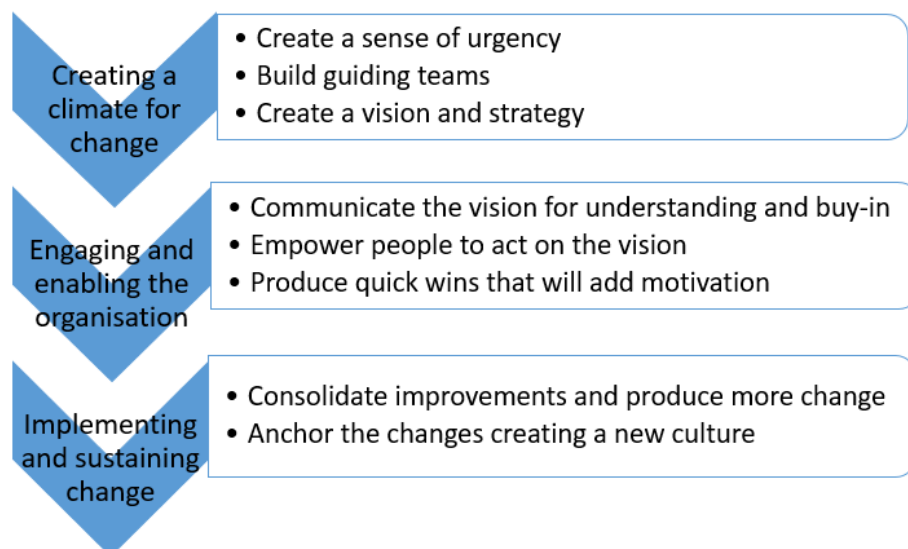 Creating a
climate for
change
• Create a sense of urgency
• Build guiding teams
• Create a vision and strategy
Engaging and
enabling the
organisation
• Communicate the vision for understanding and buy-in
• Empower people to act on the vision
• Produce quick wins that will add motivation
Implementing
and sustaining
change
• Consolidate improvements and produce more change
• Anchor the changes creating a new culture